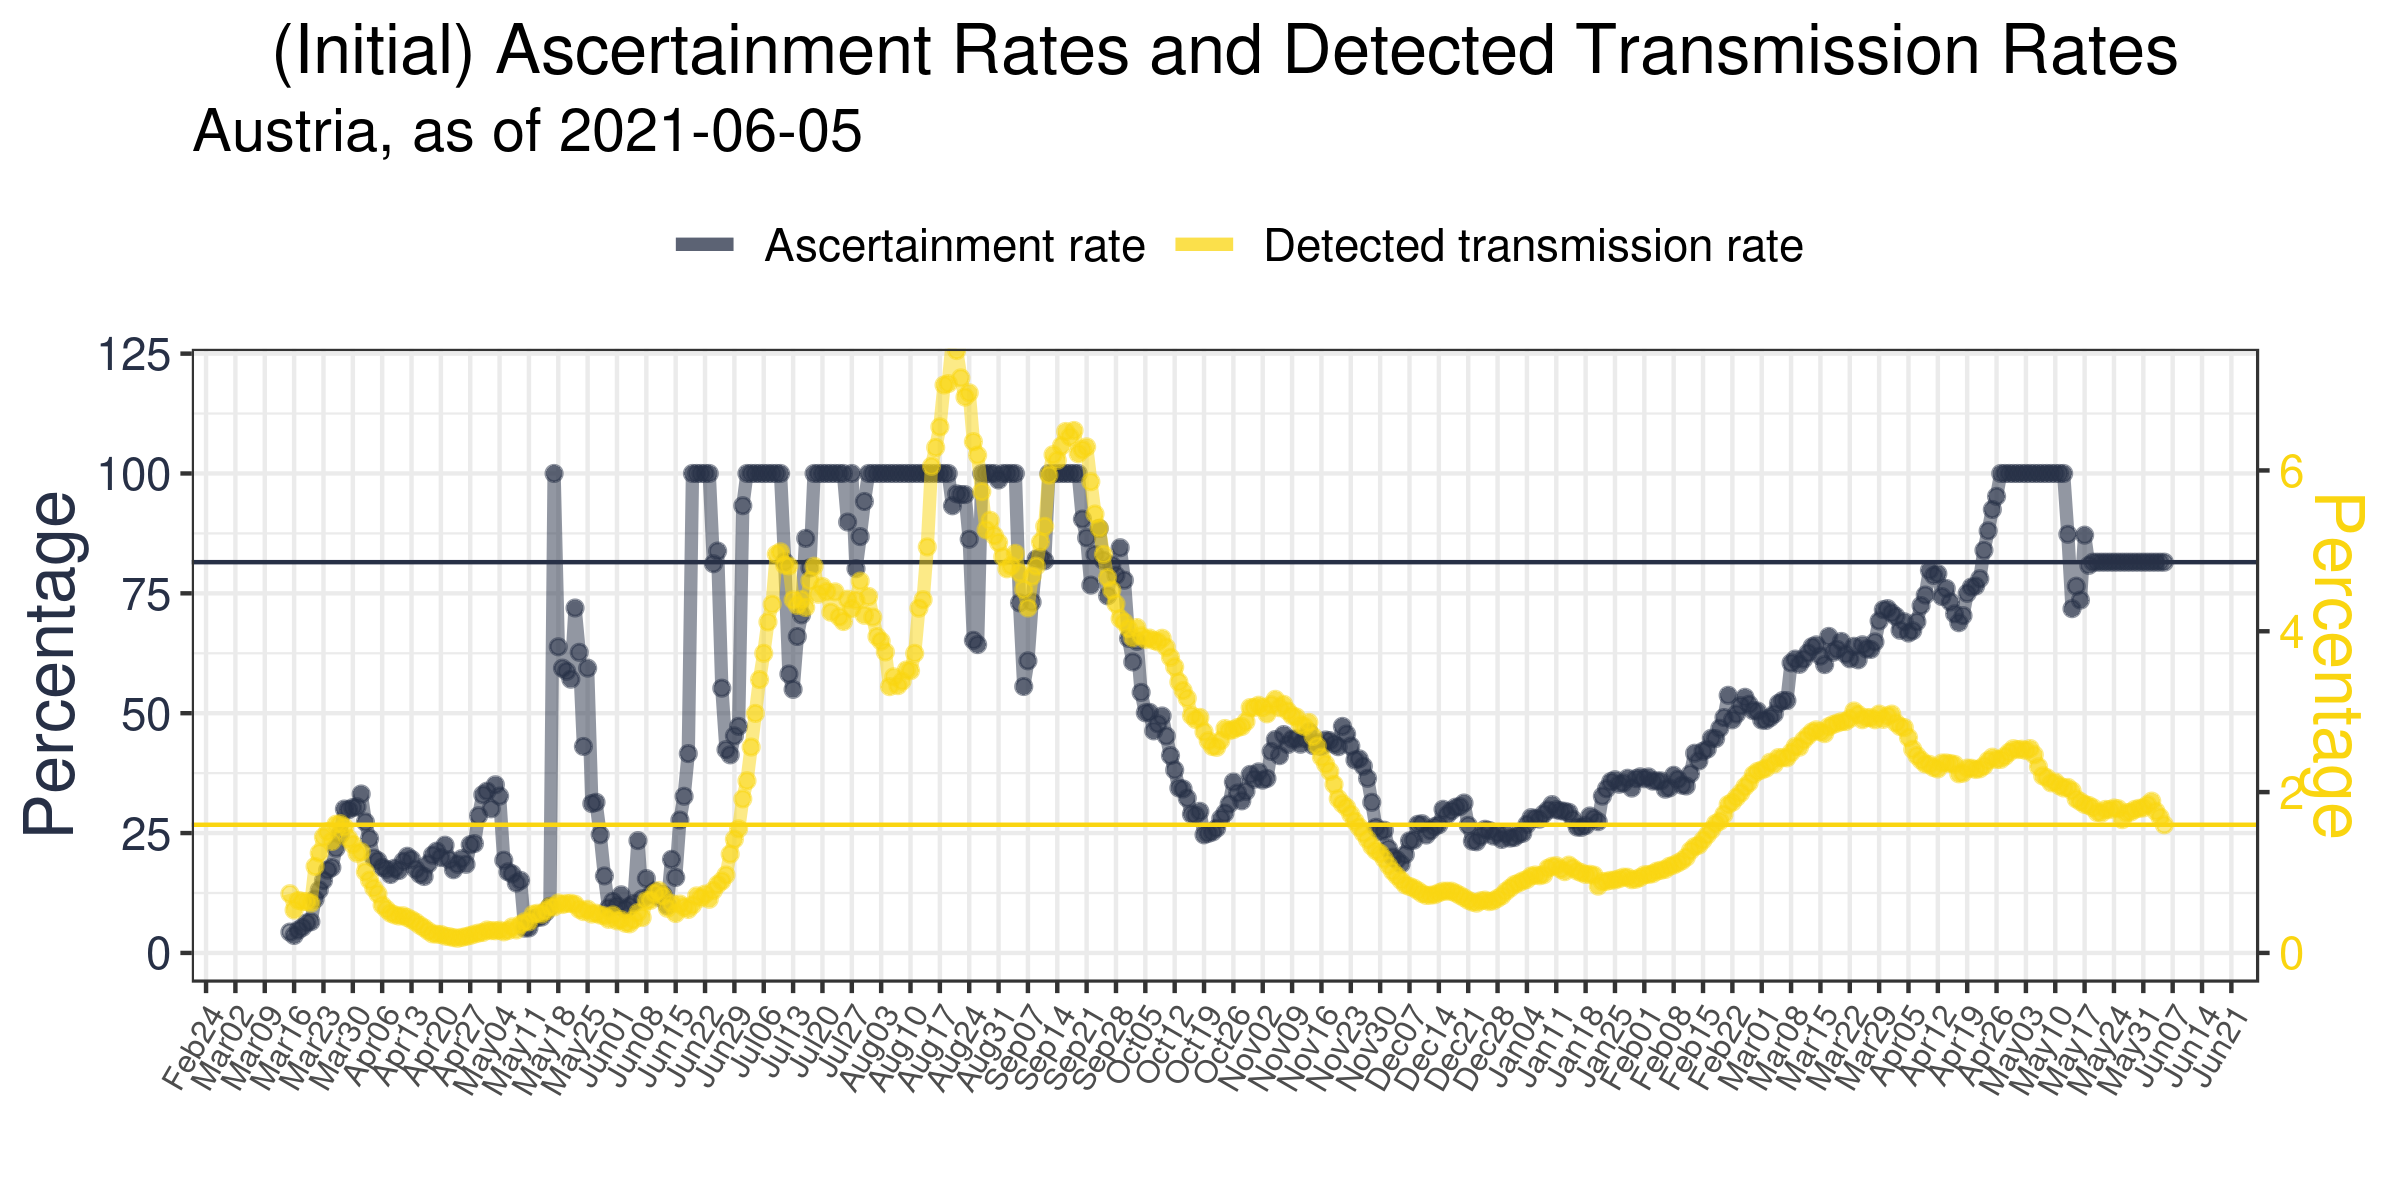 (Initial) Ascertainment Rates and Detected Transmission Rates
Austria, as of 2021-06-05
Ascertainment rate
Detected transmission rate
Percentage
125
100
75
50
25
0
6
4
2
0
Percentage
Feb24
Mar02
Mar09
Mar16
Mar23
Mar30
Apr06
Apr13
Apr20
Apr27
May04
May11
May18
May25
Jun01
Jun08
Jun15
Jun22
Jun29
Jul06
Jul13
Jul20
Jul27
Aug03
Aug10
Aug17
Aug24
Aug31
Sep07
Sep14
Sep21
Sep28
Oct05
Oct12
Oct19
Oct26
Nov02
Nov09
Nov16
Nov23
Nov30
Dec07
Dec14
Dec21
Dec28
Jan04
Jan11
Jan18
Jan25
Feb01
Feb08
Feb15
Feb22
Mar01
Mar08
Mar15
Mar22
Mar29
Apr05
Apr12
Apr19
Apr26
May03
May10
May17
May24
May31
Jun07
Jun14
Jun21